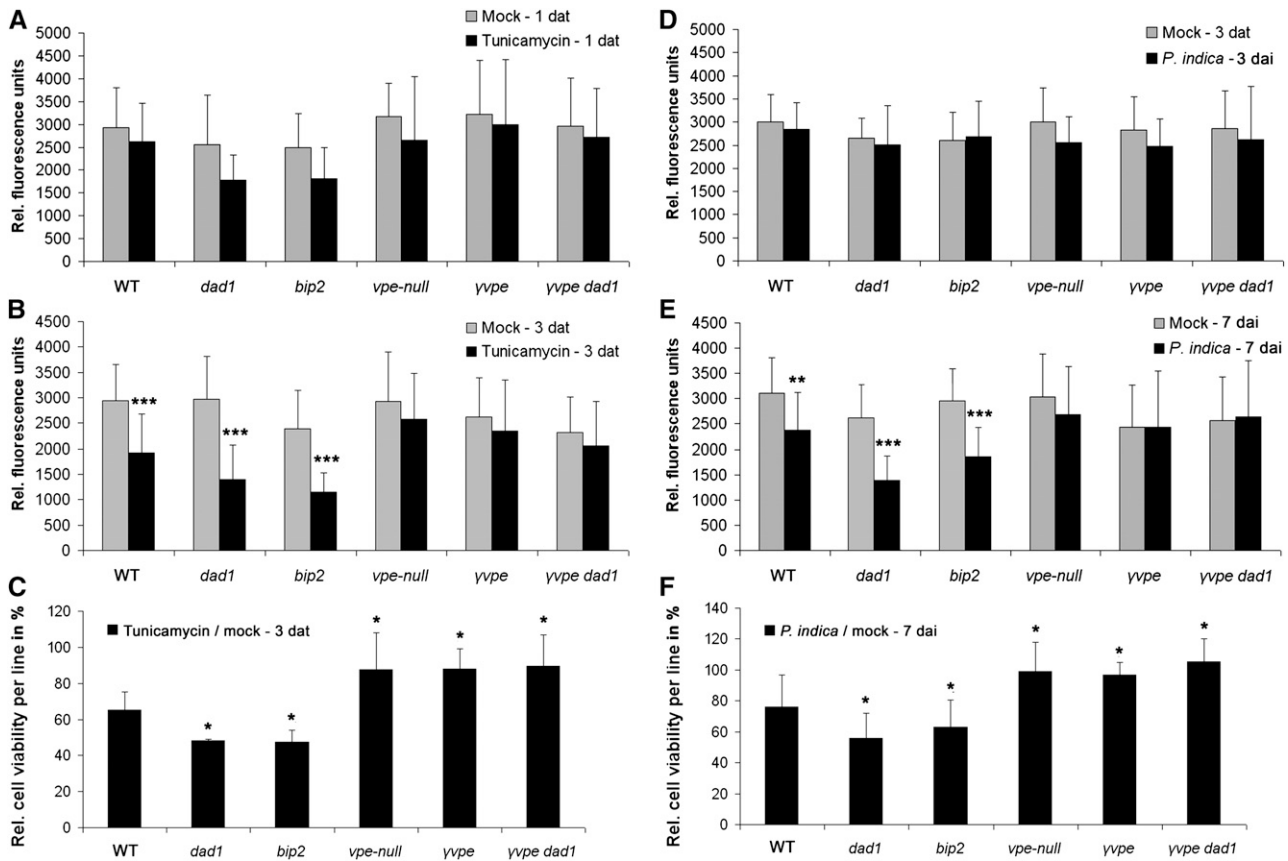 A
Mock - 1 dat
Tunicamycin - 1 dat
Rel. fluorescence units
5000
4500
4000
3500
3000
2500
2000
1500
1000
500
0
WT dad1 bip2 vpe-null γvpe γvpe dad1
B
Mock - 3 dat
Tunicamycin - 3 dat
Rel. fluorescence units
4500
4000
3500
3000
2500
2000
1500
1000
500
0
*** *** ***
WT dad1 bip2 vpe-null γvpe γvpe dad1
C
Tunicamycin / mock - 3 dat
Rel. cell viability per line in %
120
100
80
60
40
20
0
* * * * *
WT dad1 bip2 vpe-null γvpe γvpe dad1
D
Mock - 3 dat
P. indica - 3 dai
Rel. fluorescence units
5000
4500
4000
3500
3000
2500
2000
1500
1000
500
0
WT dad1 bip2 vpe-null γvpe γvpe dad1
E
Mock - 7 dai
P. indica - 7 dai
Rel. fluorescence units
4500
4000
3500
3000
2500
2000
1500
1000
500
0
** *** ***
WT dad1 bip2 vpe-null γvpe γvpe dad1
F
P. indica / mock - 7 dai
Rel. cell viability per line in %
140
120
100
80
60
40
20
0
* * * * *
WT dad1 bip2 vpe-null γvpe γvpe dad1